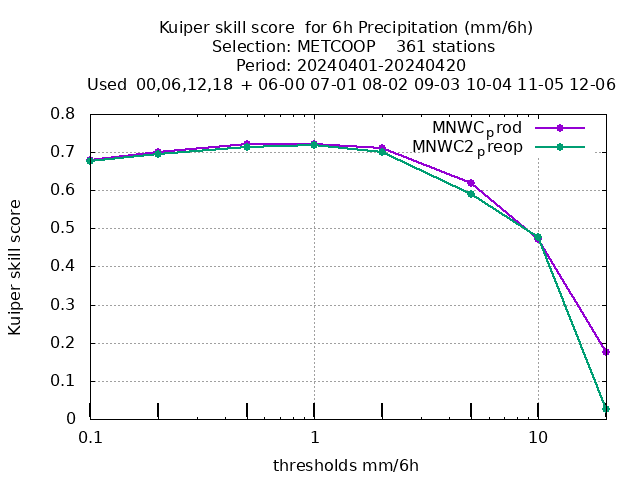 Kuiper skill score  for 6h Precipitation (mm/6h)
Selection: METCOOP    361 stations
Period: 20240401-20240420
Used  00,06,12,18  + 06-00 07-01 08-02 09-03 10-04 11-05 12-06
MNWCprod
MNWC2preop
0.8
0.7
0.6
0.5
0.4
0.3
0.2
0.1
0
Kuiper skill score
0.1 1 10
thresholds mm/6h